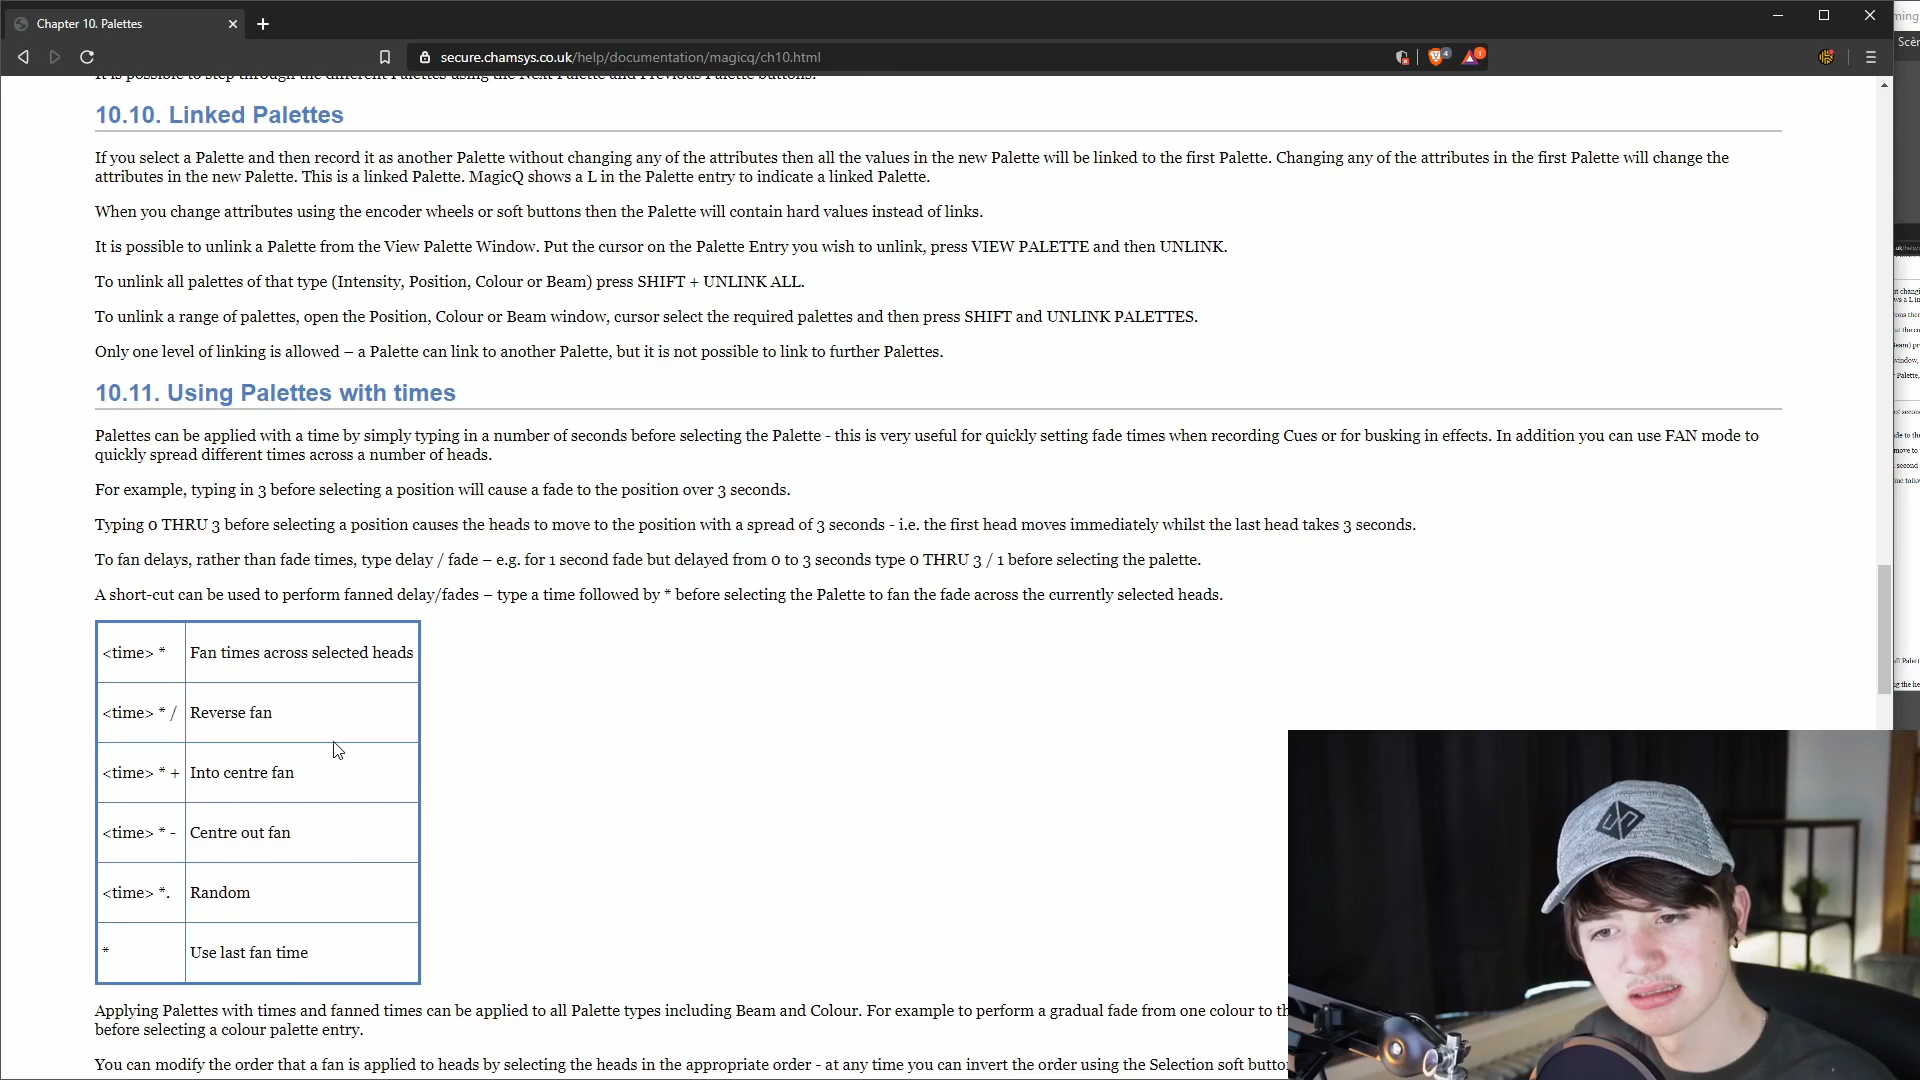 Chapter 10. Palettes
secure.chamsys.co.uk/help/documentation/magicq/ch10.html
It is possible to step through the different Palettes using the Next Palette and Previous Palette buttons.
10.10. Linked Palettes
If you select a Palette and then record it as another Palette without changing any of the attributes then all the values in the new Palette will be linked to the first Palette. Changing any of the attributes in the first Palette will change the
attributes in the new Palette. This is a linked Palette. MagicQ shows a L in the Palette entry to indicate a linked Palette.
When you change attributes using the encoder wheels or soft buttons then the Palette will contain hard values instead of links.
It is possible to unlink a Palette from the View Palette Window. Put the cursor on the Palette Entry you wish to unlink, press VIEW PALETTE and then UNLINK.
To unlink all palettes of that type (Intensity, Position, Colour or Beam) press SHIFT + UNLINK ALL.
To unlink a range of palettes, open the Position, Colour or Beam window, cursor select the required palettes and then press SHIFT and UNLINK PALETTES.
Only one level of linking is allowed – a Palette can link to another Palette, but it is not possible to link to further Palettes.
10.11. Using Palettes with times
Palettes can be applied with a time by simply typing in a number of seconds before selecting the Palette - this is very useful for quickly setting fade times when recording Cues or for busking in effects. In addition you can use FAN mode to
quickly spread different times across a number of heads.
For example, typing in 3 before selecting a position will cause a fade to the position over 3 seconds.
Typing 0 THRU 3 before selecting a position causes the heads to move to the position with a spread of 3 seconds - i.e. the first head moves immediately whilst the last head takes 3 seconds.
To fan delays, rather than fade times, type delay / fade – e.g. for 1 second fade but delayed from 0 to 3 seconds type 0 THRU 3 / 1 before selecting the palette.
A short-cut can be used to perform fanned delay/fades – type a time followed by * before selecting the Palette to fan the fade across the currently selected heads.
<time> * Fan times across selected heads
<time> * / Reverse fan
<time> * + Into centre fan
<time> * - Centre out fan
<time> *. Random
* Use last fan time
Applying Palettes with times and fanned times can be applied to all Palette types including Beam and Colour. For example to perform a gradual fade from one colour to th
before selecting a colour palette entry.
You can modify the order that a fan is applied to heads by selecting the heads in the appropriate order - at any time you can invert the order using the Selection soft butto